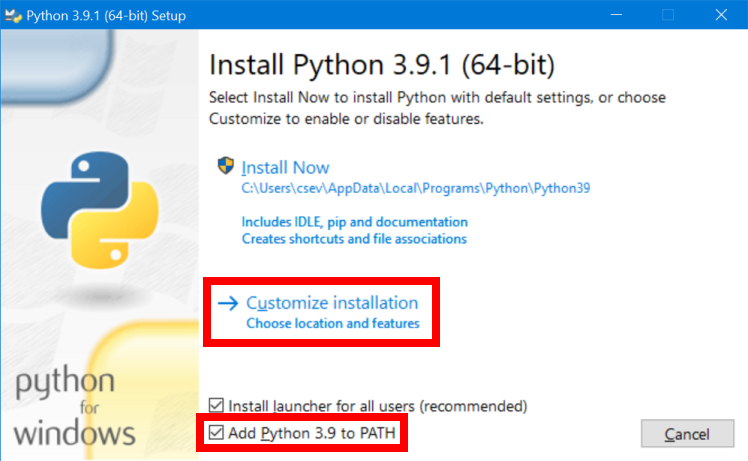 Python 3.9.1 (64-bit) Setup
Install Python 3.9.1 (64-bit)
Select Install Now to install Python with default settings, or choose
Customize to enable or disable features.
Install Now
C:\Users\csev\AppData\Local\Programs\Python\Python39
Includes IDLE, pip and documentation
Creates shortcuts and file associations
Customize installation
Choose location and features
python
for
windows
Install launcher for all users (recommended)
Add Python 3.9 to PATH
Cancel